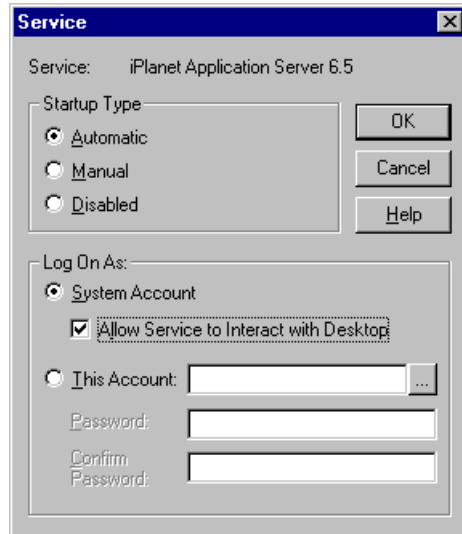 Service
Service: iPlanet Application Server 6.5
Startup Type
Automatic
Manual
Disabled
OK
Cancel
Help
Log On As:
System Account
Allow Service to Interact with Desktop
This Account:
...
Password:
Confirm
Password: